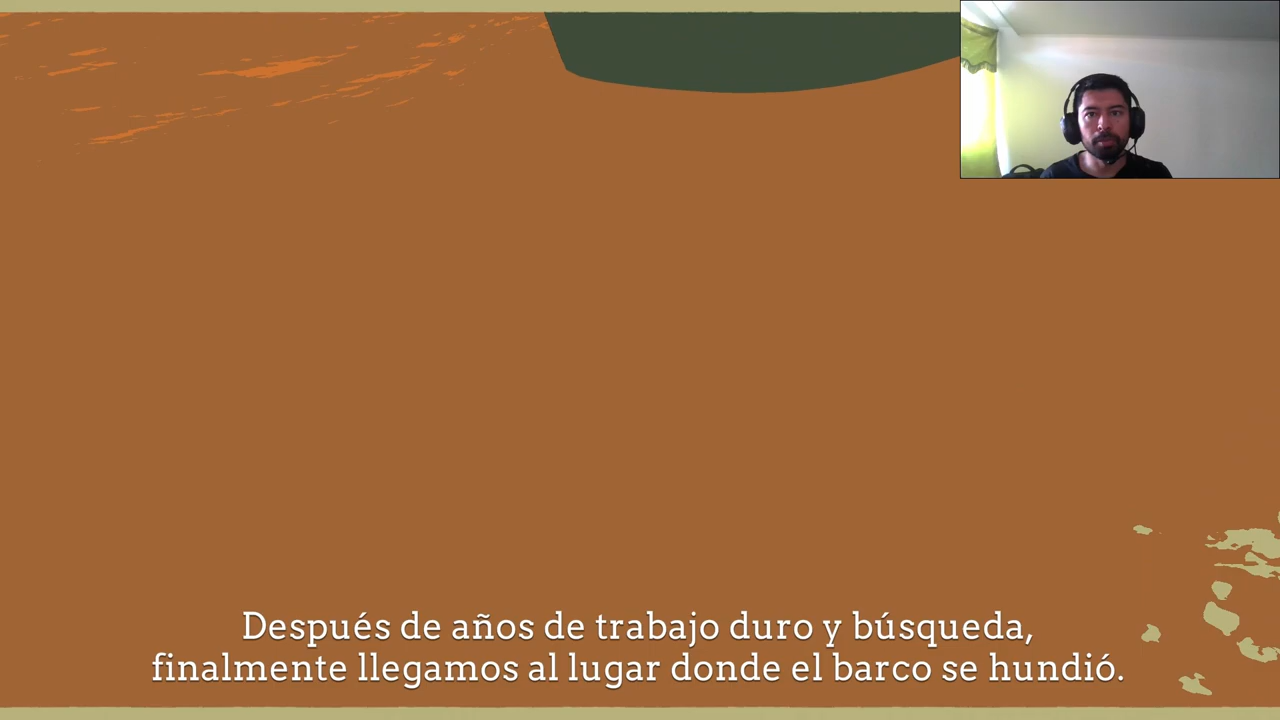 Después de años de trabajo duro y búsqueda,
finalmente llegamos al lugar donde el barco se hundió.